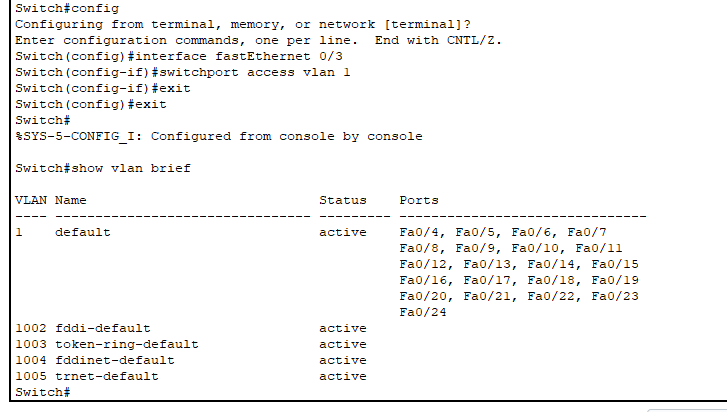 Switch#config
Configuring from terminal, memory, or network [terminal]?
Enter configuration commands, one per line.  End with CNTL/Z.
Switch(config)#interface fastEthernet 0/3
Switch(config-if)#switchport access vlan 1
Switch(config-if)#exit
Switch(config)#exit
Switch#
%SYS-5-CONFIG_I: Configured from console by console

Switch#show vlan brief

VLAN Name                             Status    Ports
---- -------------------------------- --------- -------------------------------
1    default                          active    Fa0/4, Fa0/5, Fa0/6, Fa0/7
                                                Fa0/8, Fa0/9, Fa0/10, Fa0/11
                                                Fa0/12, Fa0/13, Fa0/14, Fa0/15
                                                Fa0/16, Fa0/17, Fa0/18, Fa0/19
                                                Fa0/20, Fa0/21, Fa0/22, Fa0/23
                                                Fa0/24
1002 fddi-default                     active
1003 token-ring-default               active
1004 fddinet-default                  active
1005 trnet-default                    active
Switch#